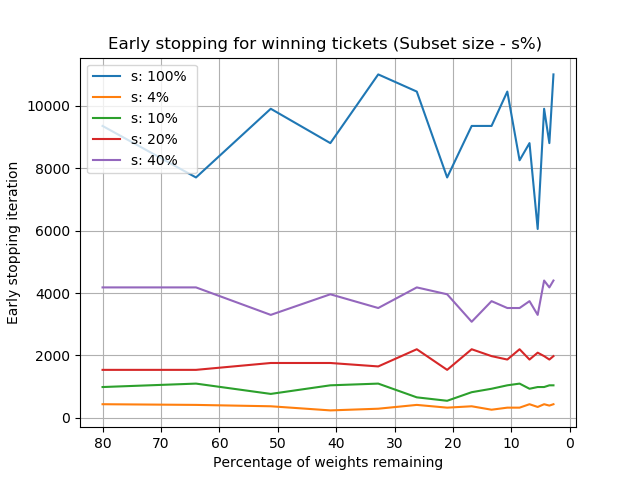 Early stopping for winning tickets (Subset size - s%)
s: 100%
s: 4%
s: 10%
s: 20%
s: 40%
Early stopping iteration
10000
8000
6000
4000
2000
0
80 70 60 50 40 30 20 10 0
Percentage of weights remaining